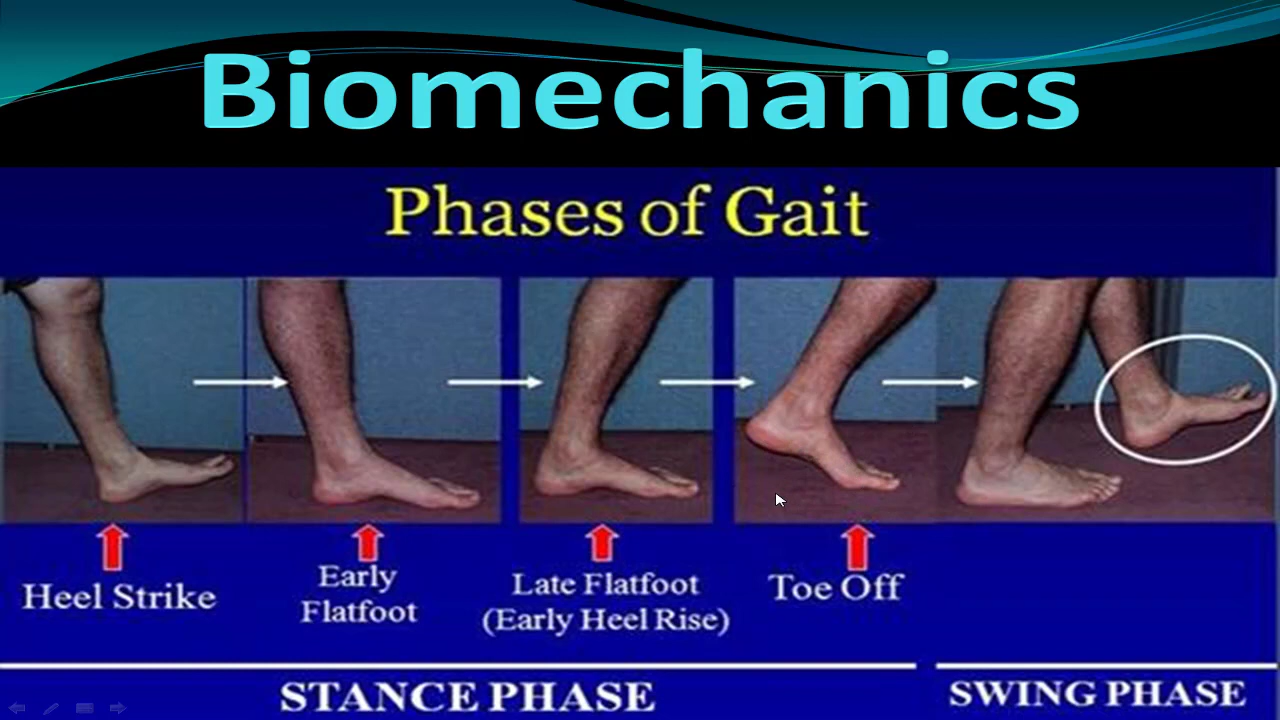 Biomechanics
Phases of Gait
Heel Strike
Early
Flatfoot
Late Flatfoot
(Early Heel Rise)
Toe Off
STANCE PHASE
SWING PHASE